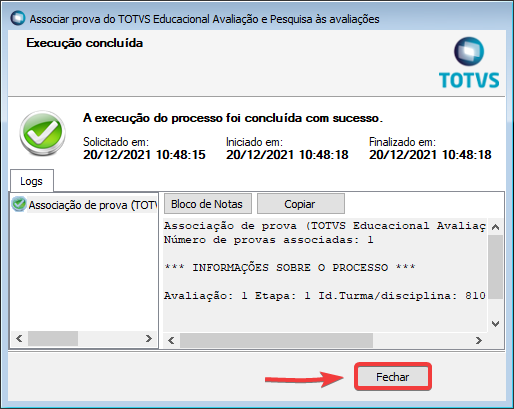 Associar prova do TOTVS Educacional Avaliação e Pesquisa às avaliações
Execução concluída
TOTVS
A execução do processo foi concluída com sucesso.
Solicitado em: Iniciado em: Finalizado em:
20/12/2021 10:48:15 20/12/2021 10:48:18 20/12/2021 10:48:18
Logs
Associação de prova (TOTV
Bloco de Notas Copiar
Associação de prova (TOTVS Educacional Avaliaç
Número de provas associadas: 1
*** INFORMAÇÕES SOBRE O PROCESSO ***
Avaliação: 1 Etapa: 1 Id.Turma/disciplina: 810
Fechar